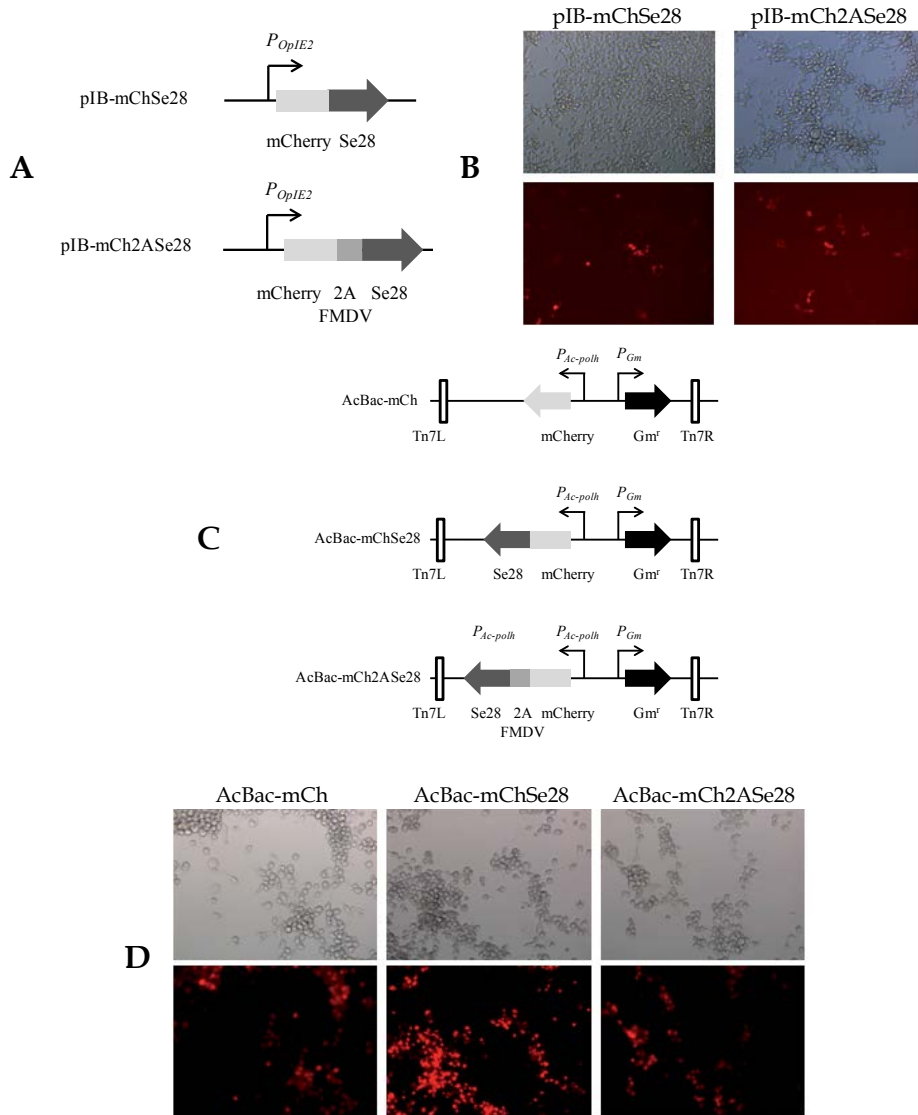 A
P_OpIE2
pIB-mChSe28
mCherry Se28
P_OpIE2
pIB-mCh2ASe28
mCherry 2A Se28
FMDV
B
pIB-mChSe28 pIB-mCh2ASe28
C
P_Ac-polh P_Gm
AcBac-mCh
Tn7L mCherry Gm^r Tn7R
P_Ac-polh P_Gm
AcBac-mChSe28
Tn7L Se28 mCherry Gm^r Tn7R
P_Ac-polh P_Ac-polh P_Gm
AcBac-mCh2ASe28
Tn7L Se28 2A mCherry Gm^r Tn7R
FMDV
D
AcBac-mCh AcBac-mChSe28 AcBac-mCh2ASe28